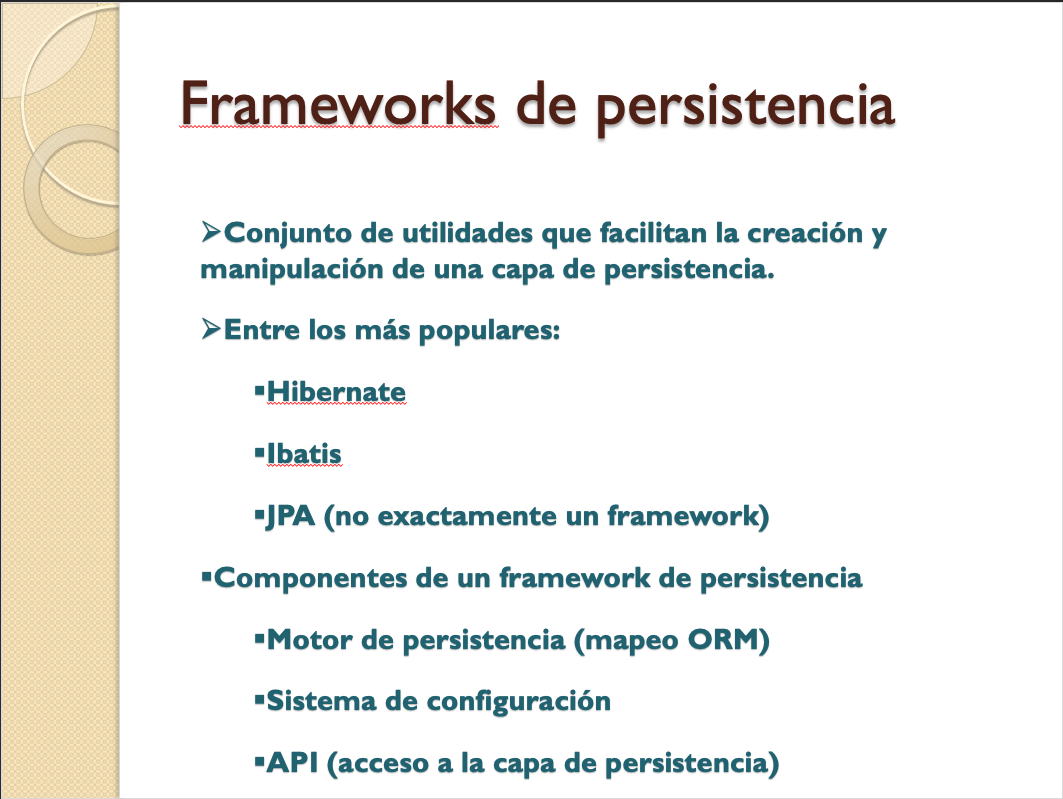 Frameworks de persistencia
➢Conjunto de utilidades que facilitan la creación y
manipulación de una capa de persistencia.
➢Entre los más populares:
▪Hibernate
▪Ibatis
▪JPA (no exactamente un framework)
▪Componentes de un framework de persistencia
▪Motor de persistencia (mapeo ORM)
▪Sistema de configuración
▪API (acceso a la capa de persistencia)